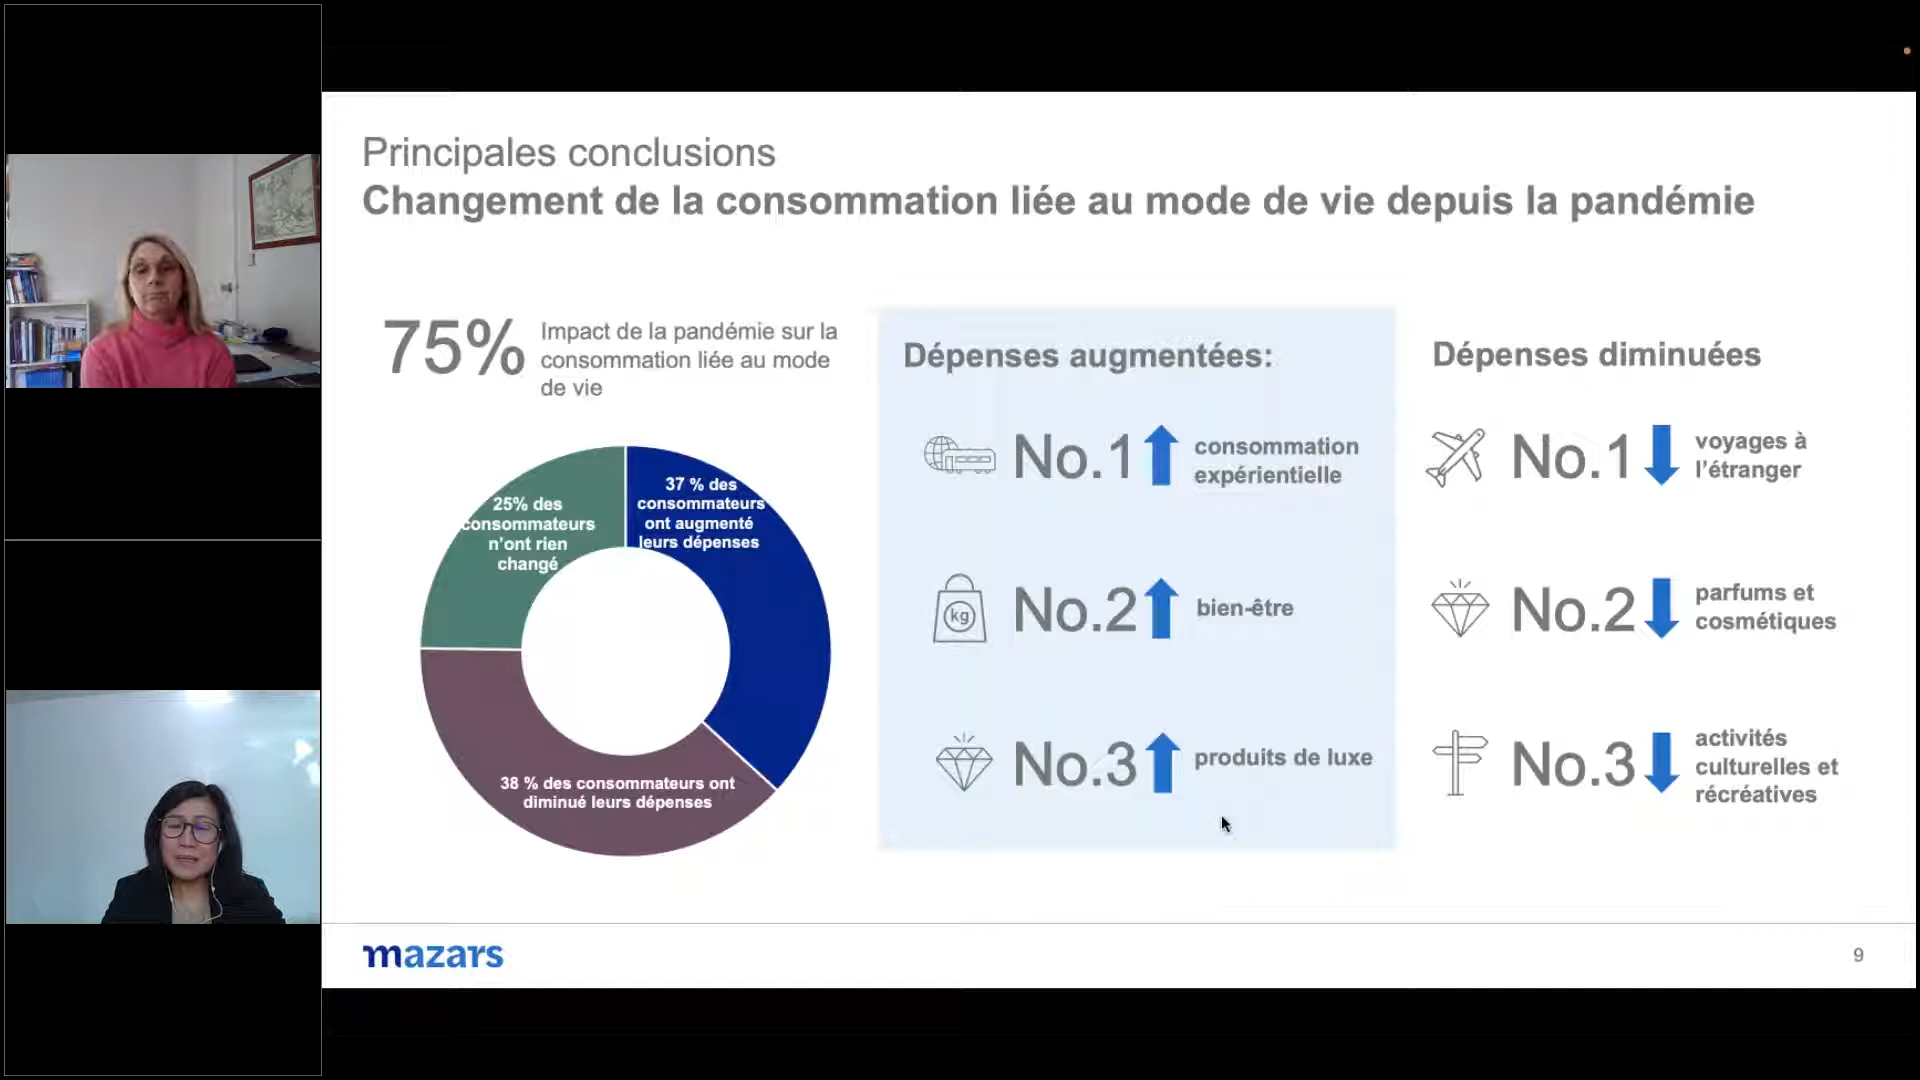 Principales conclusions
Changement de la consommation liée au mode de vie depuis la pandémie
75%
Impact de la pandémie sur la
consommation liée au mode
de vie
25% des
consommateurs
n'ont rien
changé
37 % des
consommateurs
ont augmenté
leurs dépenses
38 % des consommateurs ont
diminué leurs dépenses
Dépenses augmentées:
No.1
consommation
expérientielle
kg
No.2
bien-être
No.3
produits de luxe
Dépenses diminuées
No.1
voyages à
l'étranger
No.2
parfums et
cosmétiques
No.3
activités
culturelles et
récréatives
mazars
9